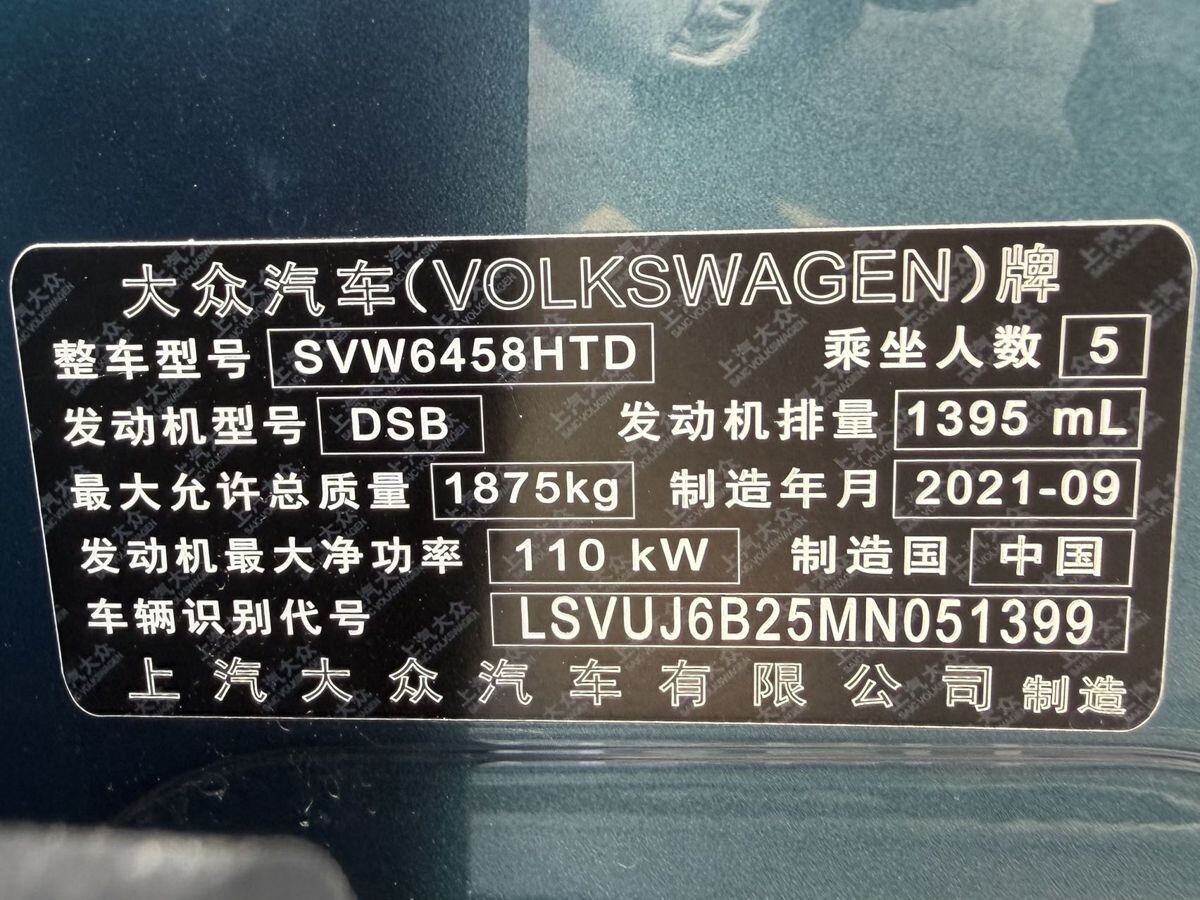 大众汽车(VOLKSWAGEN)牌
整车型号 SVW6458HTD 乘坐人数 5
发动机型号 DSB 发动机排量 1395 mL
最大允许总质量 1875kg 制造年月 2021-09
发动机最大净功率 110 kW 制造国 中国
车辆识别代号 LSVUJ6B25MN051399
上汽大众汽车有限公司 制造